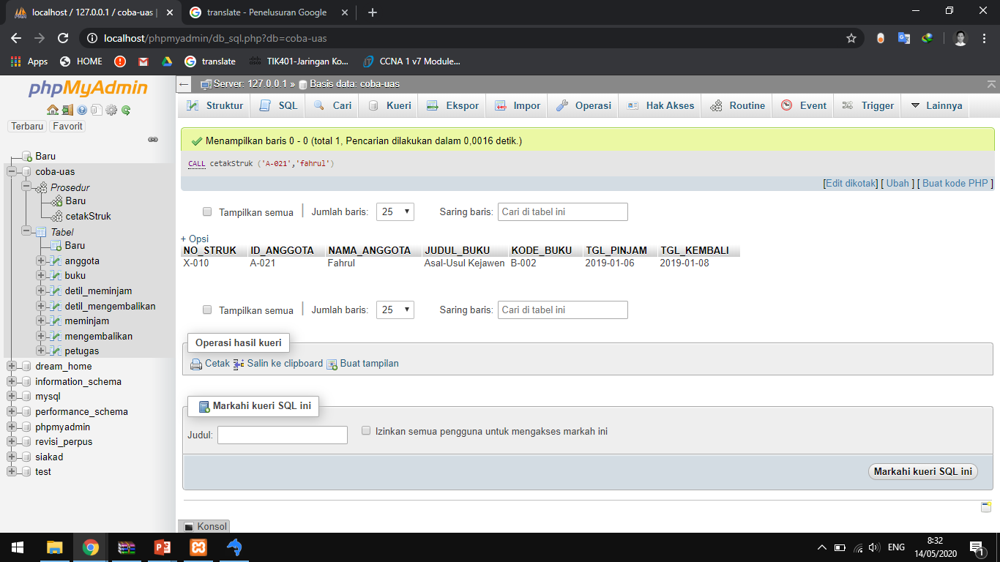 localhost / 127.0.0.1 / coba-uas |
translate - Penelusuran Google
localhost/phpmyadmin/db_sql.php?db=coba-uas
Apps HOME translate TIK401-Jaringan Ko... CCNA 1 v7 Module...
phpMyAdmin
Terbaru Favorit
Baru
coba-uas
Prosedur
Baru
cetakStruk
Tabel
Baru
anggota
buku
detil_meminjam
detil_mengembalikan
meminjam
mengembalikan
petugas
dream_home
information_schema
mysql
performance_schema
phpmyadmin
revisi_perpus
siakad
test
Server: 127.0.0.1 » Basis data: coba-uas
Struktur SQL Cari Kueri Ekspor Impor Operasi Hak Akses Routine Event Trigger Lainnya
Menampilkan baris 0 - 0 (total 1, Pencarian dilakukan dalam 0,0016 detik.)
CALL cetakStruk ('A-021','fahrul')
[Edit dikotak] [ Ubah ] [ Buat kode PHP ]
Tampilkan semua | Jumlah baris: 25 Saring baris: Cari di tabel ini
+ Opsi
NO_STRUK ID_ANGGOTA NAMA_ANGGOTA JUDUL_BUKU KODE_BUKU TGL_PINJAM TGL_KEMBALI
X-010 A-021 Fahrul Asal-Usul Kejawen B-002 2019-01-06 2019-01-08
Tampilkan semua | Jumlah baris: 25 Saring baris: Cari di tabel ini
Operasi hasil kueri
Cetak Salin ke clipboard Buat tampilan
Markahi kueri SQL ini
Judul: Izinkan semua pengguna untuk mengakses markah ini
Markahi kueri SQL ini
Konsol
ENG
8:32
14/05/2020
1